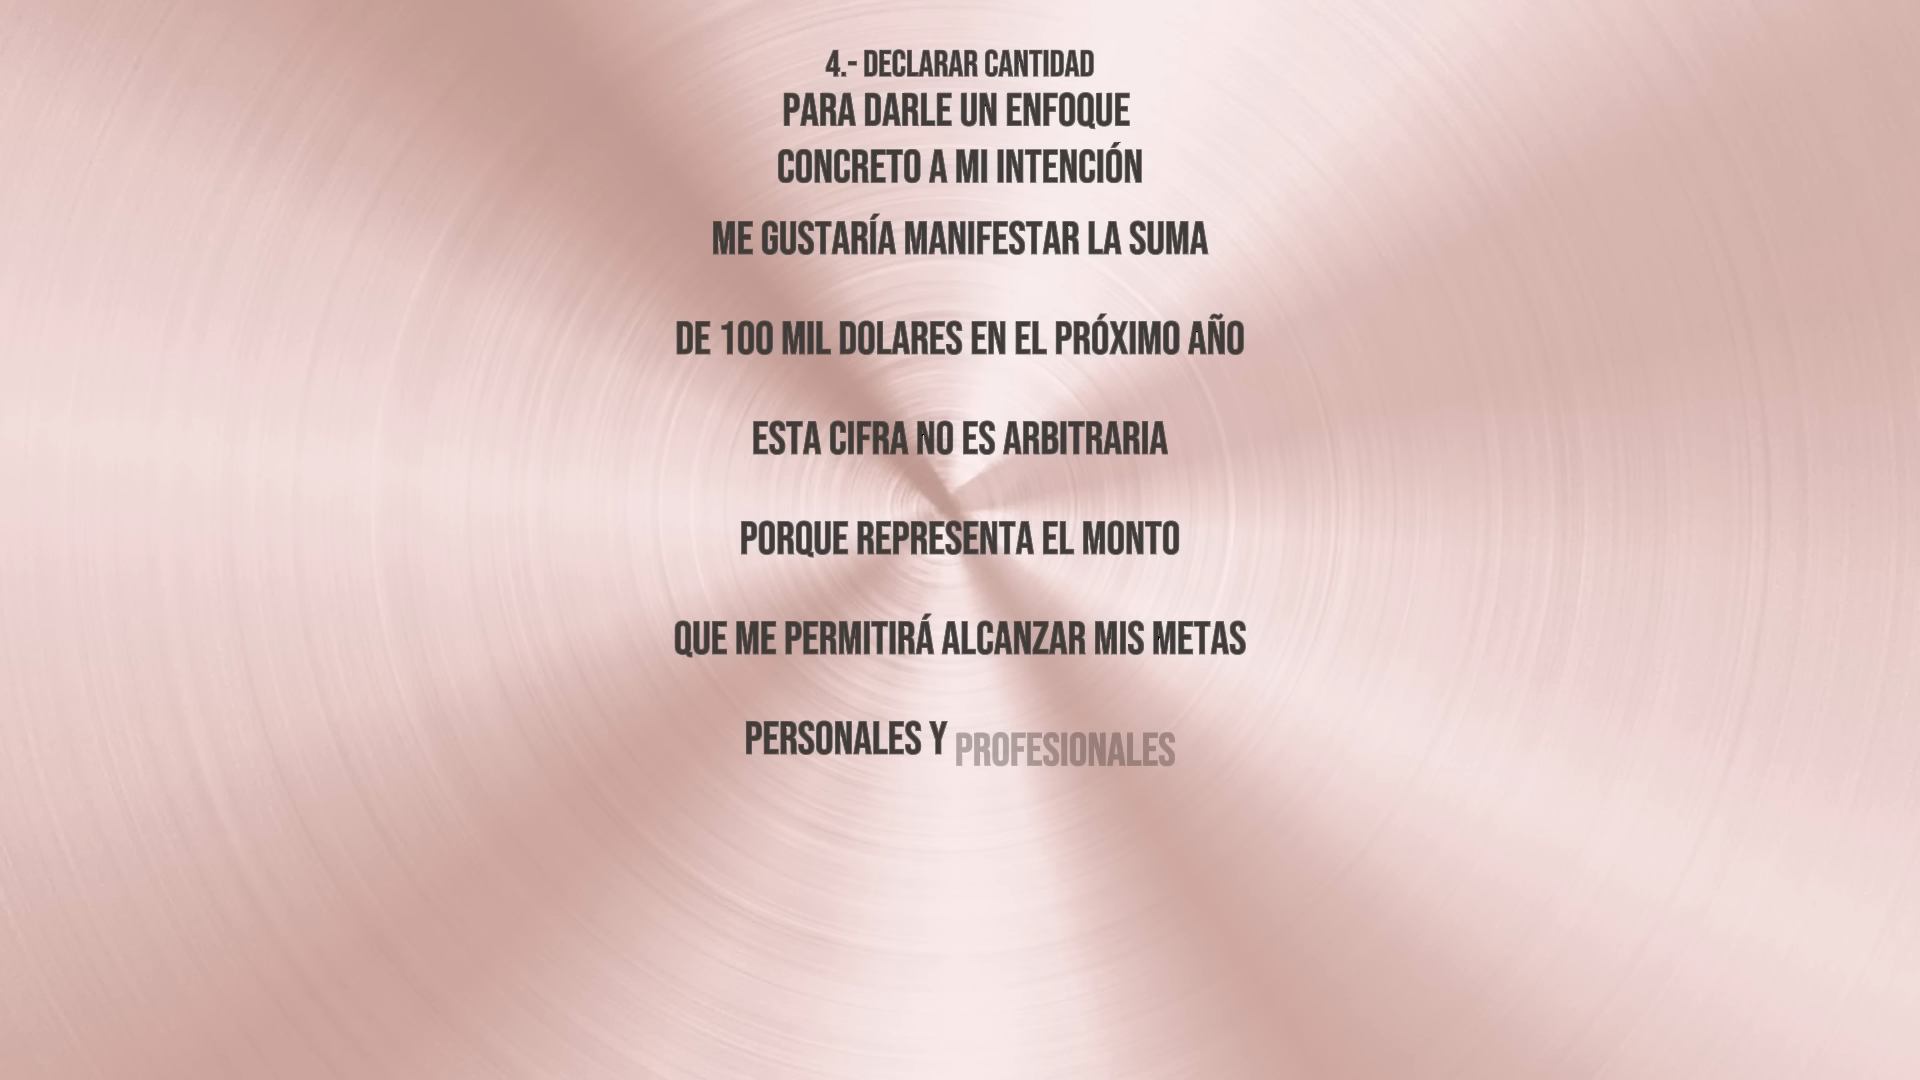 4.- DECLARAR CANTIDAD
PARA DARLE UN ENFOQUE
CONCRETO A MI INTENCIÓN
ME GUSTARÍA MANIFESTAR LA SUMA
DE 100 MIL DOLARES EN EL PRÓXIMO AÑO
ESTA CIFRA NO ES ARBITRARIA
PORQUE REPRESENTA EL MONTO
QUE ME PERMITIRÁ ALCANZAR MIS METAS
PERSONALES Y PROFESIONALES